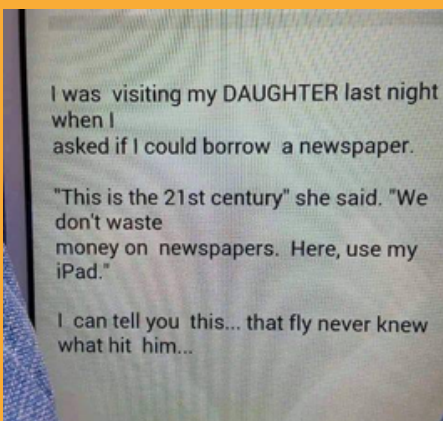 I was visiting my DAUGHTER last night
when I
asked if I could borrow a newspaper.
"This is the 21st century" she said. "We
don't waste
money on newspapers. Here, use my
iPad."
I can tell you this... that fly never knew
what hit him...